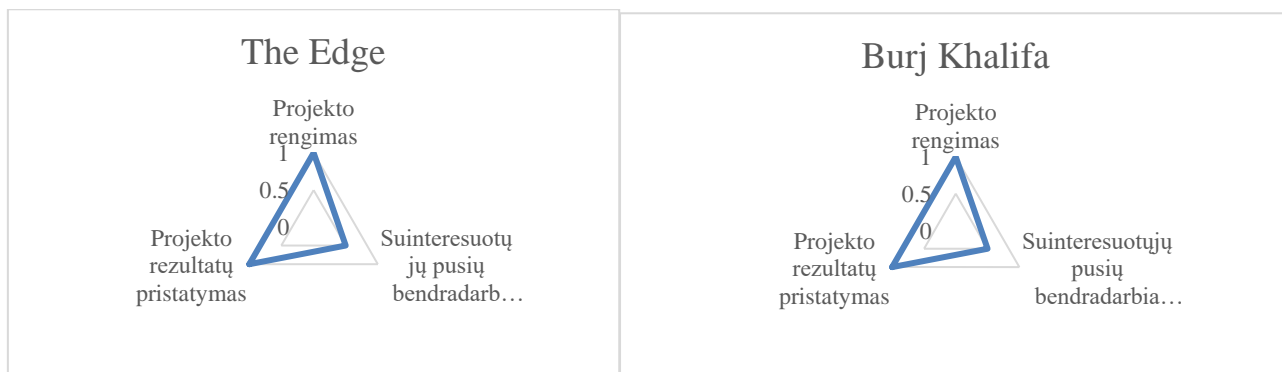 The Edge
Projekto
rengimas
1
0.5
0
Projekto
rezultatų
pristatymas
Suinteresuotų
jų pusių
bendradarb…
Burj Khalifa
Projekto
rengimas
1
0.5
0
Projekto
rezultatų
pristatymas
Suinteresuotųjų
pusių
bendradarbia…